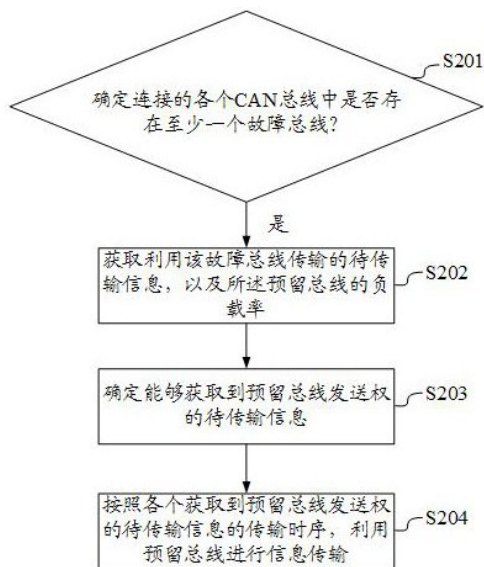 S201
确定连接的各个CAN总线中是否存
在至少一个故障总线?
是
获取利用该故障总线传输的待传
输信息，以及所述预留总线的负
载率
S202
确定能够获取到预留总线发送权
的待传输信息
S203
按照各个获取到预留总线发送权
的待传输信息的传输时序，利用
预留总线进行信息传输
S204